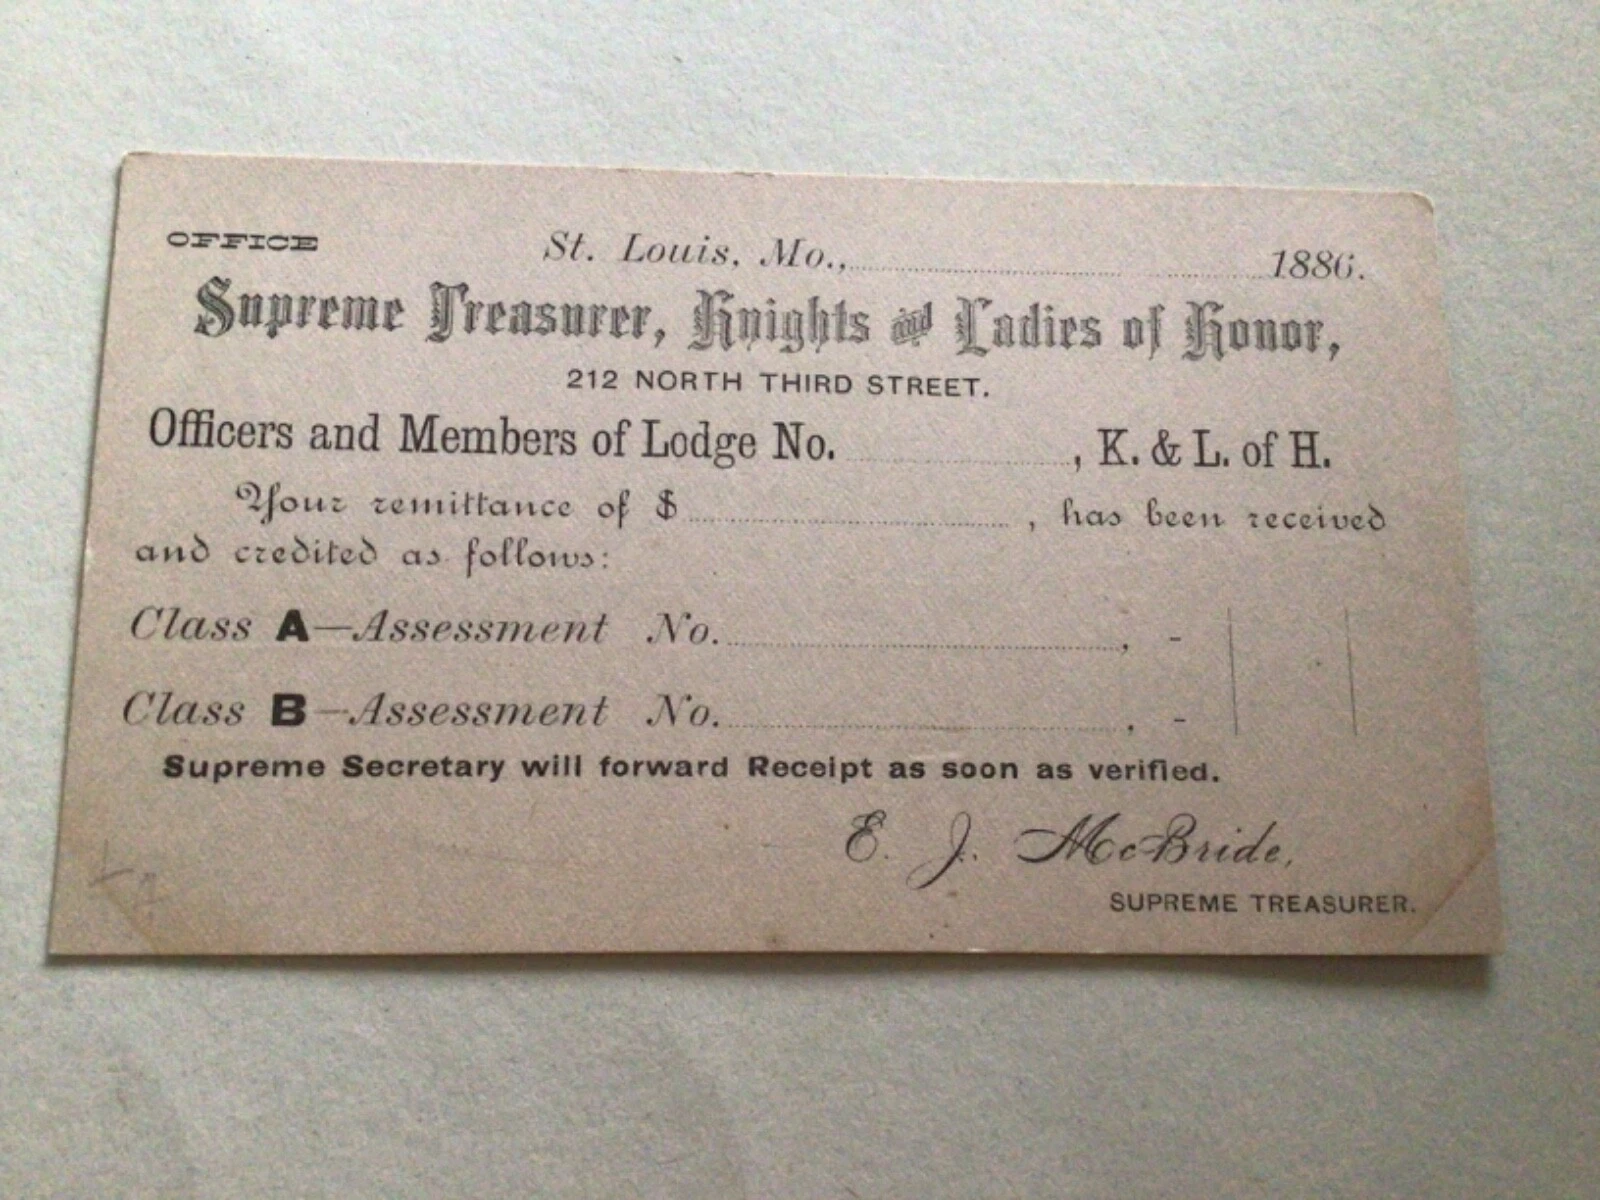 OFFICE
St. Louis, Mo., 1886.
Supreme Treasurer, Knights and Ladies of Honor,
212 NORTH THIRD STREET.
Officers and Members of Lodge No. , K. & L. of H.
Your remittance of $ , has been received
and credited as follows:
Class A—Assessment No. , -
Class B—Assessment No. , -
Supreme Secretary will forward Receipt as soon as verified.
E. J. McBride,
SUPREME TREASURER.